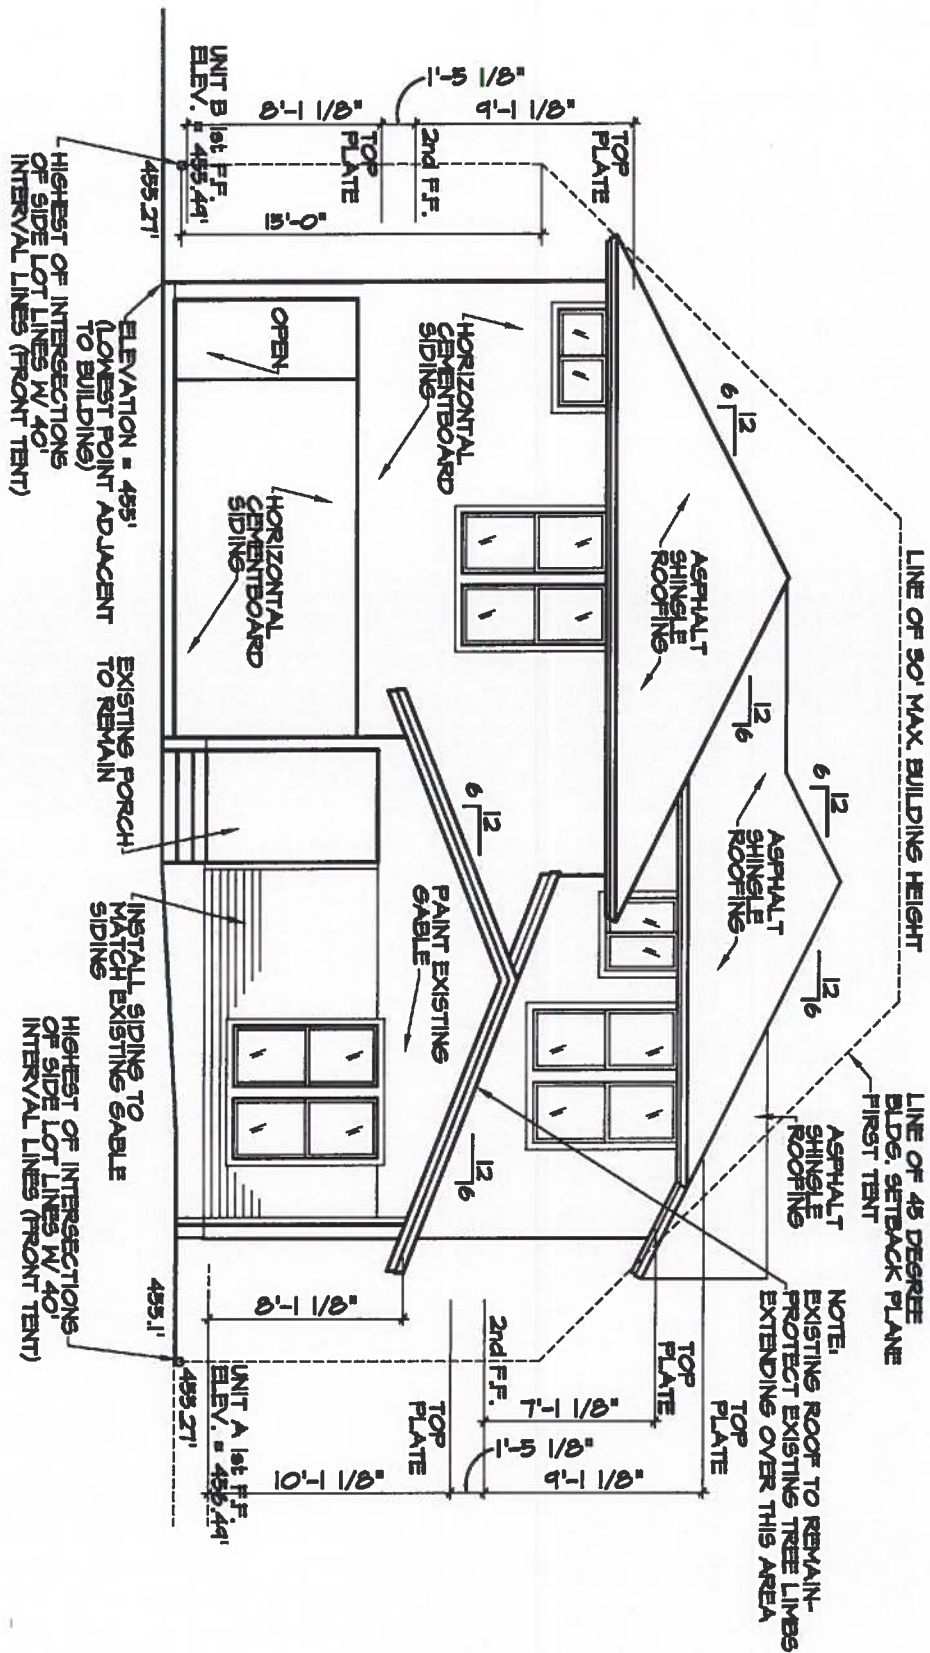 LINE OF 30' MAX. BUILDING HEIGHT
LINE OF 45 DEGREE
BLDG. SETBACK PLANE
FIRST TENT
NOTE:
EXISTING ROOF TO REMAIN-
PROTECT EXISTING TREE LIMBS
EXTENDING OVER THIS AREA
ASPHALT
SHINGLE
ROOFING
12
6
12
6
12
6
12
6
ASPHALT
SHINGLE
ROOFING
ASPHALT
SHINGLE
ROOFING
TOP
PLATE
9'-1 1/8"
1'-5 1/8"
2nd F.F.
TOP
PLATE
8'-1 1/8"
15'-0"
UNIT B 1st F.F.
ELEV. = 455.49'
455.27'
HORIZONTAL
CEMENTBOARD
SIDING
OPEN
HORIZONTAL
CEMENTBOARD
SIDING
12
6
PAINT EXISTING
GABLE
12
6
TOP
PLATE
TOP
PLATE
7'-1 1/8"
9'-1 1/8"
2nd F.F.
1'-5 1/8"
TOP
PLATE
8'-1 1/8"
10'-1 1/8"
UNIT A 1st F.F.
ELEV. = 456.49'
455.1'
455.27'
HIGHEST OF INTERSECTIONS
OF SIDE LOT LINES W/ 40'
INTERVAL LINES (FRONT TENT)
ELEVATION = 455'
(LOWEST POINT ADJACENT
TO BUILDING)
EXISTING PORCH
TO REMAIN
INSTALL SIDING TO
MATCH EXISTING GABLE
SIDING
HIGHEST OF INTERSECTIONS
OF SIDE LOT LINES W/ 40'
INTERVAL LINES (FRONT TENT)